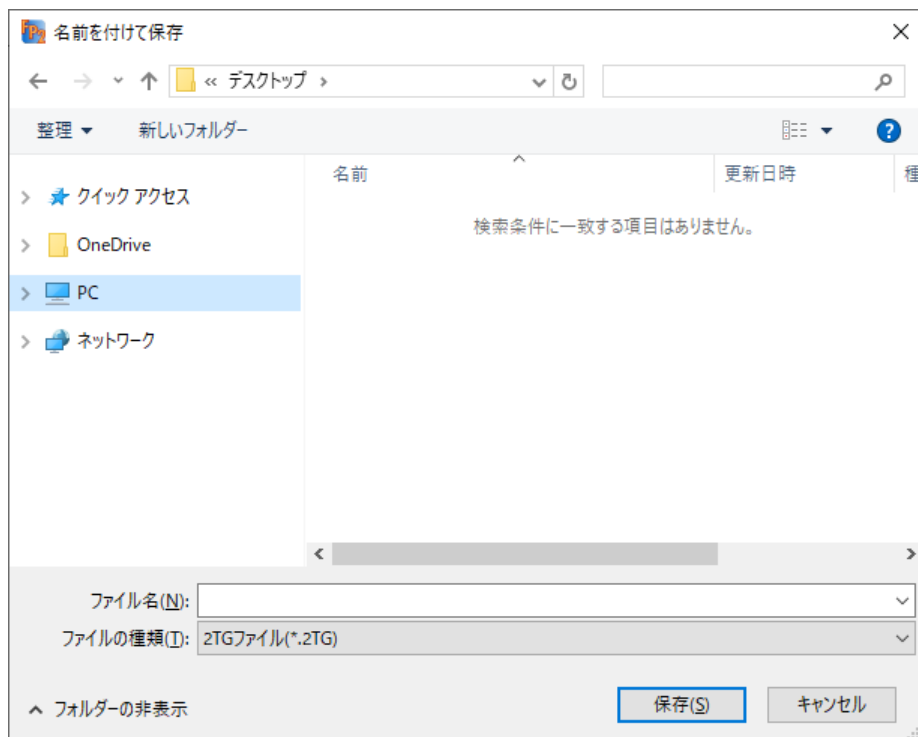 名前を付けて保存
« デスクトップ ›
整理 新しいフォルダー
名前 更新日時 種
クイック アクセス
検索条件に一致する項目はありません。
OneDrive
PC
ネットワーク
ファイル名(N):
ファイルの種類(T): 2TGファイル(*.2TG)
フォルダーの非表示 保存(S) キャンセル